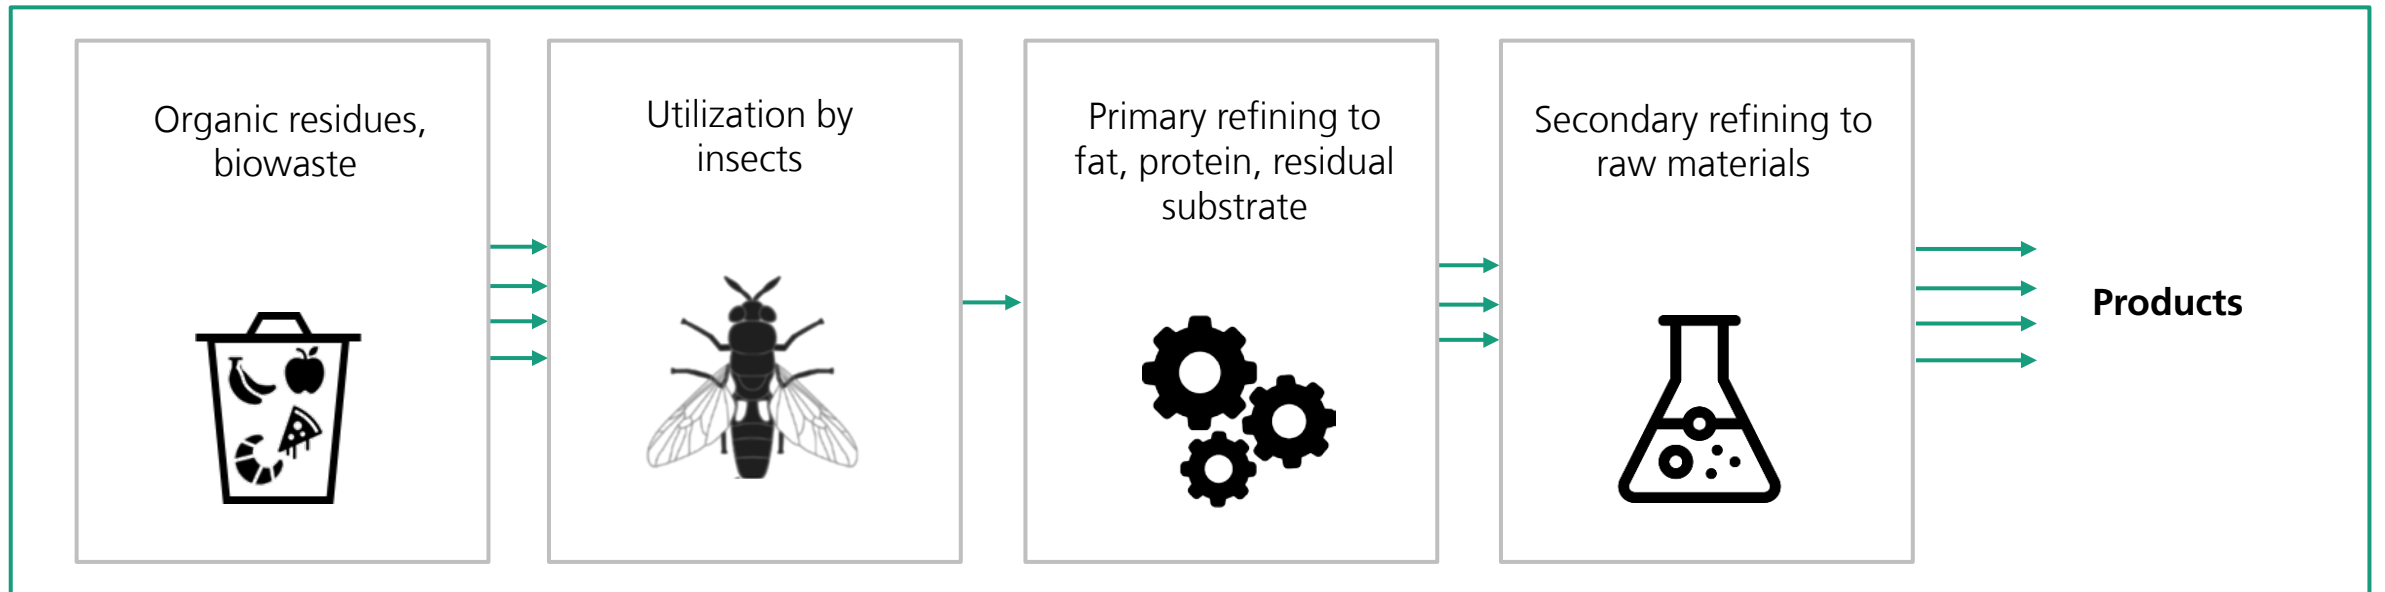 Organic residues,
biowaste
Utilization by
insects
Primary refining to
fat, protein, residual
substrate
Secondary refining to
raw materials
Products